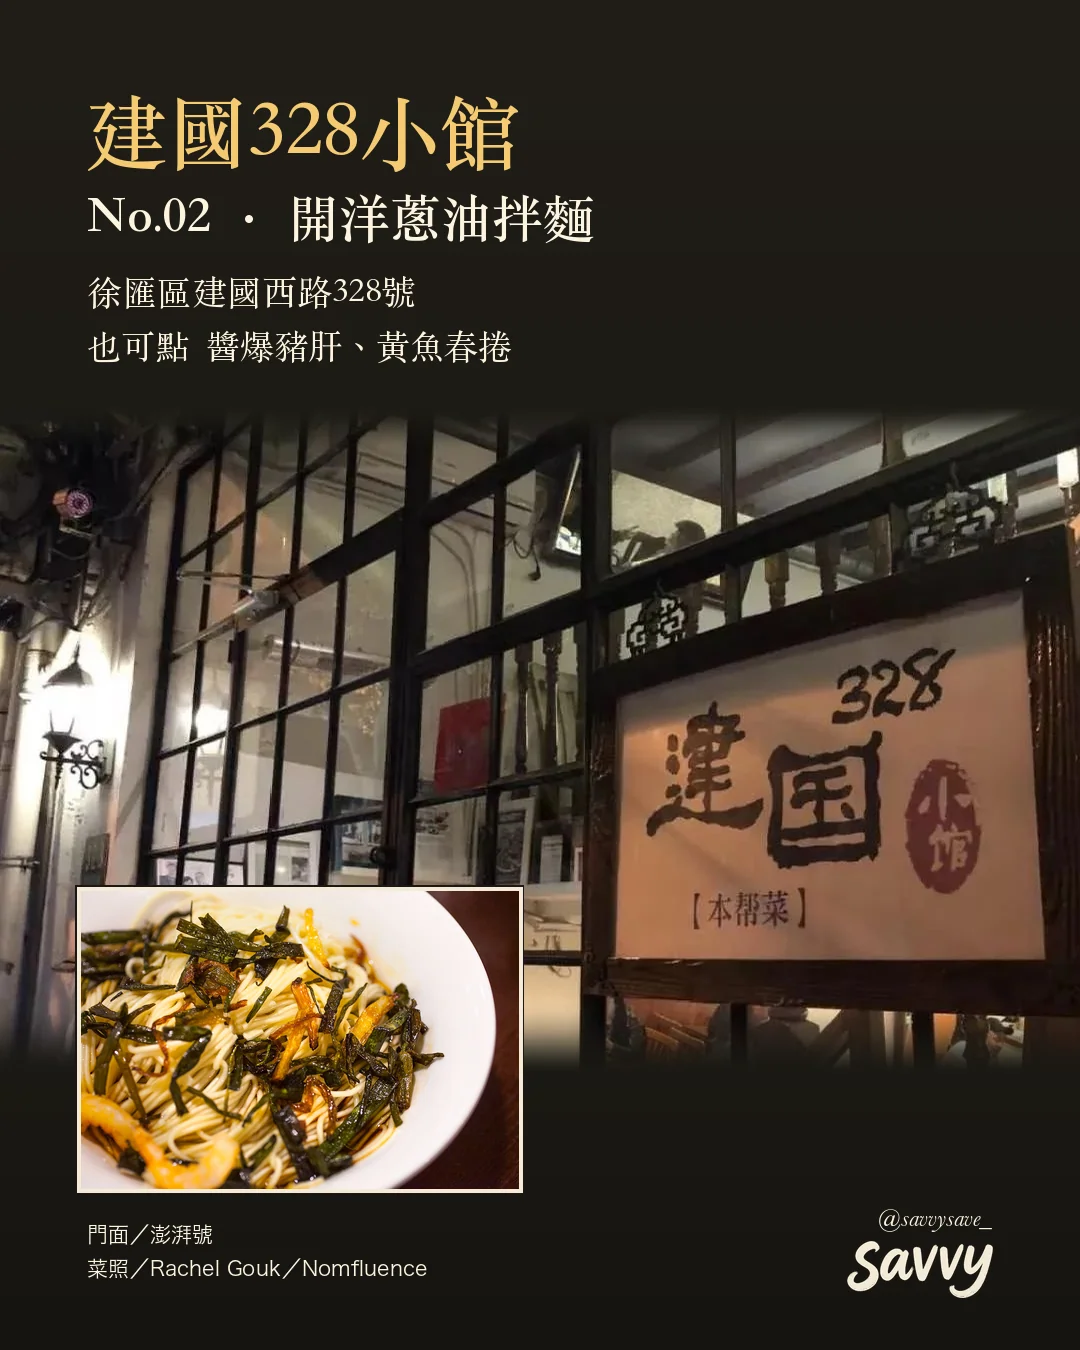 建國328小館
No.02 · 開洋蔥油拌麵
徐匯區建國西路328號
也可點 醬爆豬肝、黃魚春捲
328
建国
小馆
【本帮菜】
門面／澎湃號
菜照／Rachel Gouk／Nomfluence
@savvysave_
Savvy